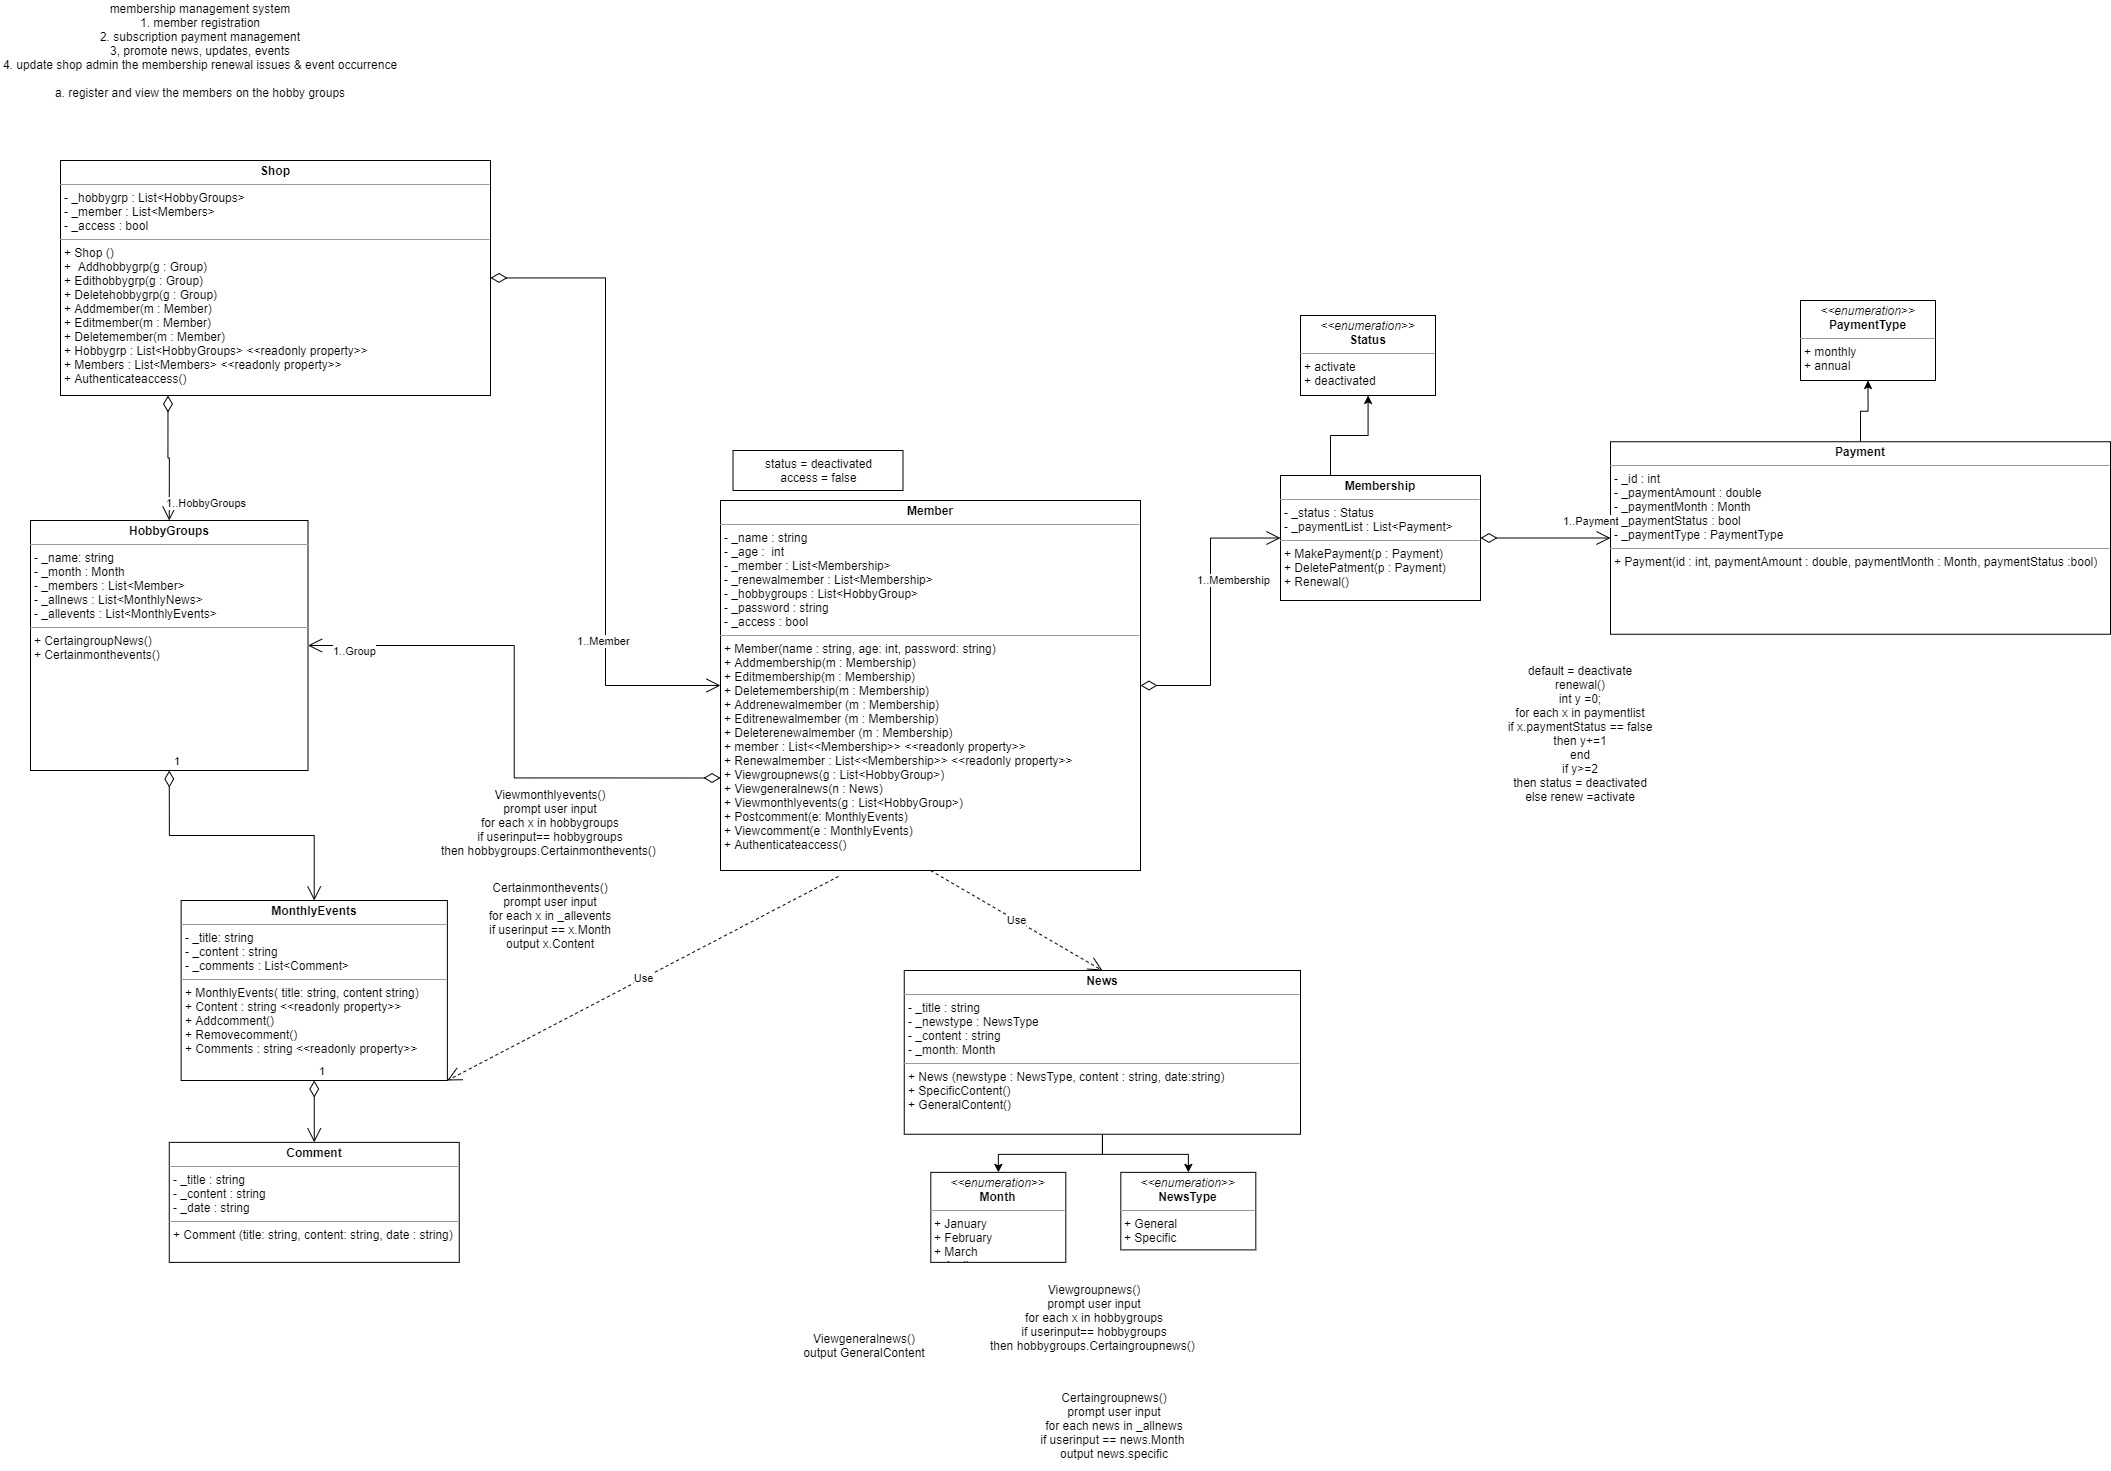 membership management system
1. member registration
2. subscription payment management
3, promote news, updates, events
4. update shop admin the membership renewal issues & event occurrence
a. register and view the members on the hobby groups
Shop
- _hobbygrp : List<HobbyGroups>
- _member : List<Members>
- _access : bool
+ Shop ()
+ Addhobbygrp(g : Group)
+ Edithobbygrp(g : Group)
+ Deletehobbygrp(g : Group)
+ Addmember(m : Member)
+ Editmember(m : Member)
+ Deletemember(m : Member)
+ Hobbygrp : List<HobbyGroups> <<readonly property>>
+ Members : List<Members> <<readonly property>>
+ Authenticateaccess()
1..HobbyGroups
HobbyGroups
- _name: string
- _month : Month
- _members : List<Member>
- _allnews : List<MonthlyNews>
- _allevents : List<MonthlyEvents>
+ CertaingroupNews()
+ Certainmonthevents()
1
1..Group
1..Member
status = deactivated
access = false
Member
- _name : string
- _age : int
- _member : List<Membership>
- _renewalmember : List<Membership>
- _hobbygroups : List<HobbyGroup>
- _password : string
- _access : bool
+ Member(name : string, age: int, password: string)
+ Addmembership(m : Membership)
+ Editmembership(m : Membership)
+ Deletemembership(m : Membership)
+ Addrenewalmember (m : Membership)
+ Editrenewalmember (m : Membership)
+ Deleterenewalmember (m : Membership)
+ member : List<<Membership>> <<readonly property>>
+ Renewalmember : List<<Membership>> <<readonly property>>
+ Viewgroupnews(g : List<HobbyGroup>)
+ Viewgeneralnews(n : News)
+ Viewmonthlyevents(g : List<HobbyGroup>)
+ Postcomment(e: MonthlyEvents)
+ Viewcomment(e : MonthlyEvents)
+ Authenticateaccess()
1..Membership
<<enumeration>>
Status
+ activate
+ deactivated
Membership
- _status : Status
- _paymentList : List<Payment>
+ MakePayment(p : Payment)
+ DeletePatment(p : Payment)
+ Renewal()
1..Payment
<<enumeration>>
PaymentType
+ monthly
+ annual
Payment
- _id : int
- _paymentAmount : double
- _paymentMonth : Month
_paymentStatus : bool
- _paymentType : PaymentType
+ Payment(id : int, paymentAmount : double, paymentMonth : Month, paymentStatus :bool)
default = deactivate
renewal()
int y =0;
for each x in paymentlist
if x.paymentStatus == false
then y+=1
end
if y>=2
then status = deactivated
else renew =activate
Viewmonthlyevents()
prompt user input
for each x in hobbygroups
if userinput== hobbygroups
then hobbygroups.Certainmonthevents()
Certainmonthevents()
prompt user input
for each x in _allevents
if userinput == x.Month
output x.Content
Use
Use
MonthlyEvents
- _title: string
- _content : string
- _comments : List<Comment>
+ MonthlyEvents( title: string, content string)
+ Content : string <<readonly property>>
+ Addcomment()
+ Removecomment()
+ Comments : string <<readonly property>>
1
Comment
- _title : string
- _content : string
- _date : string
+ Comment (title: string, content: string, date : string)
News
- _title : string
- _newstype : NewsType
- _content : string
- _month: Month
+ News (newstype : NewsType, content : string, date:string)
+ SpecificContent()
+ GeneralContent()
<<enumeration>>
Month
+ January
+ February
+ March
<<enumeration>>
NewsType
+ General
+ Specific
Viewgroupnews()
prompt user input
for each x in hobbygroups
if userinput== hobbygroups
then hobbygroups.Certaingroupnews()
Viewgeneralnews()
output GeneralContent
Certaingroupnews()
prompt user input
for each news in _allnews
if userinput == news.Month
output news.specific